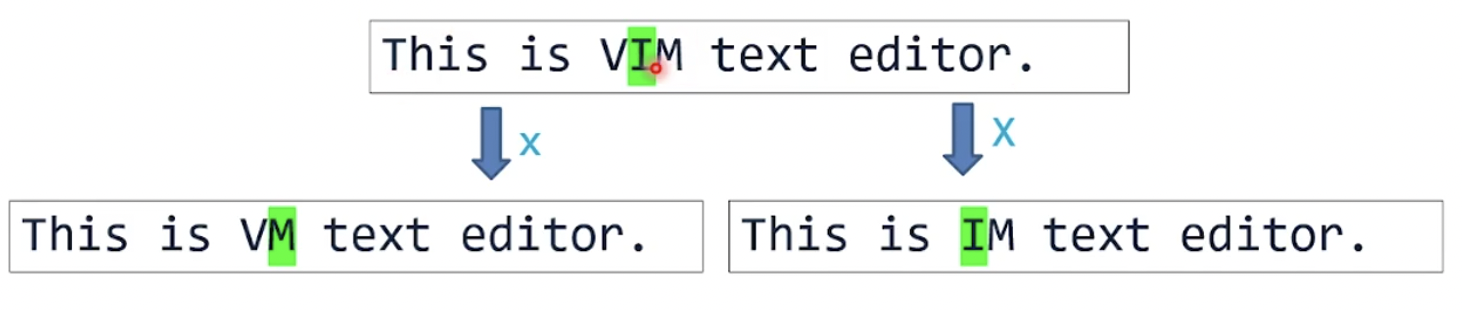 This is VIM text editor.
x
X
This is VM text editor.
This is IM text editor.